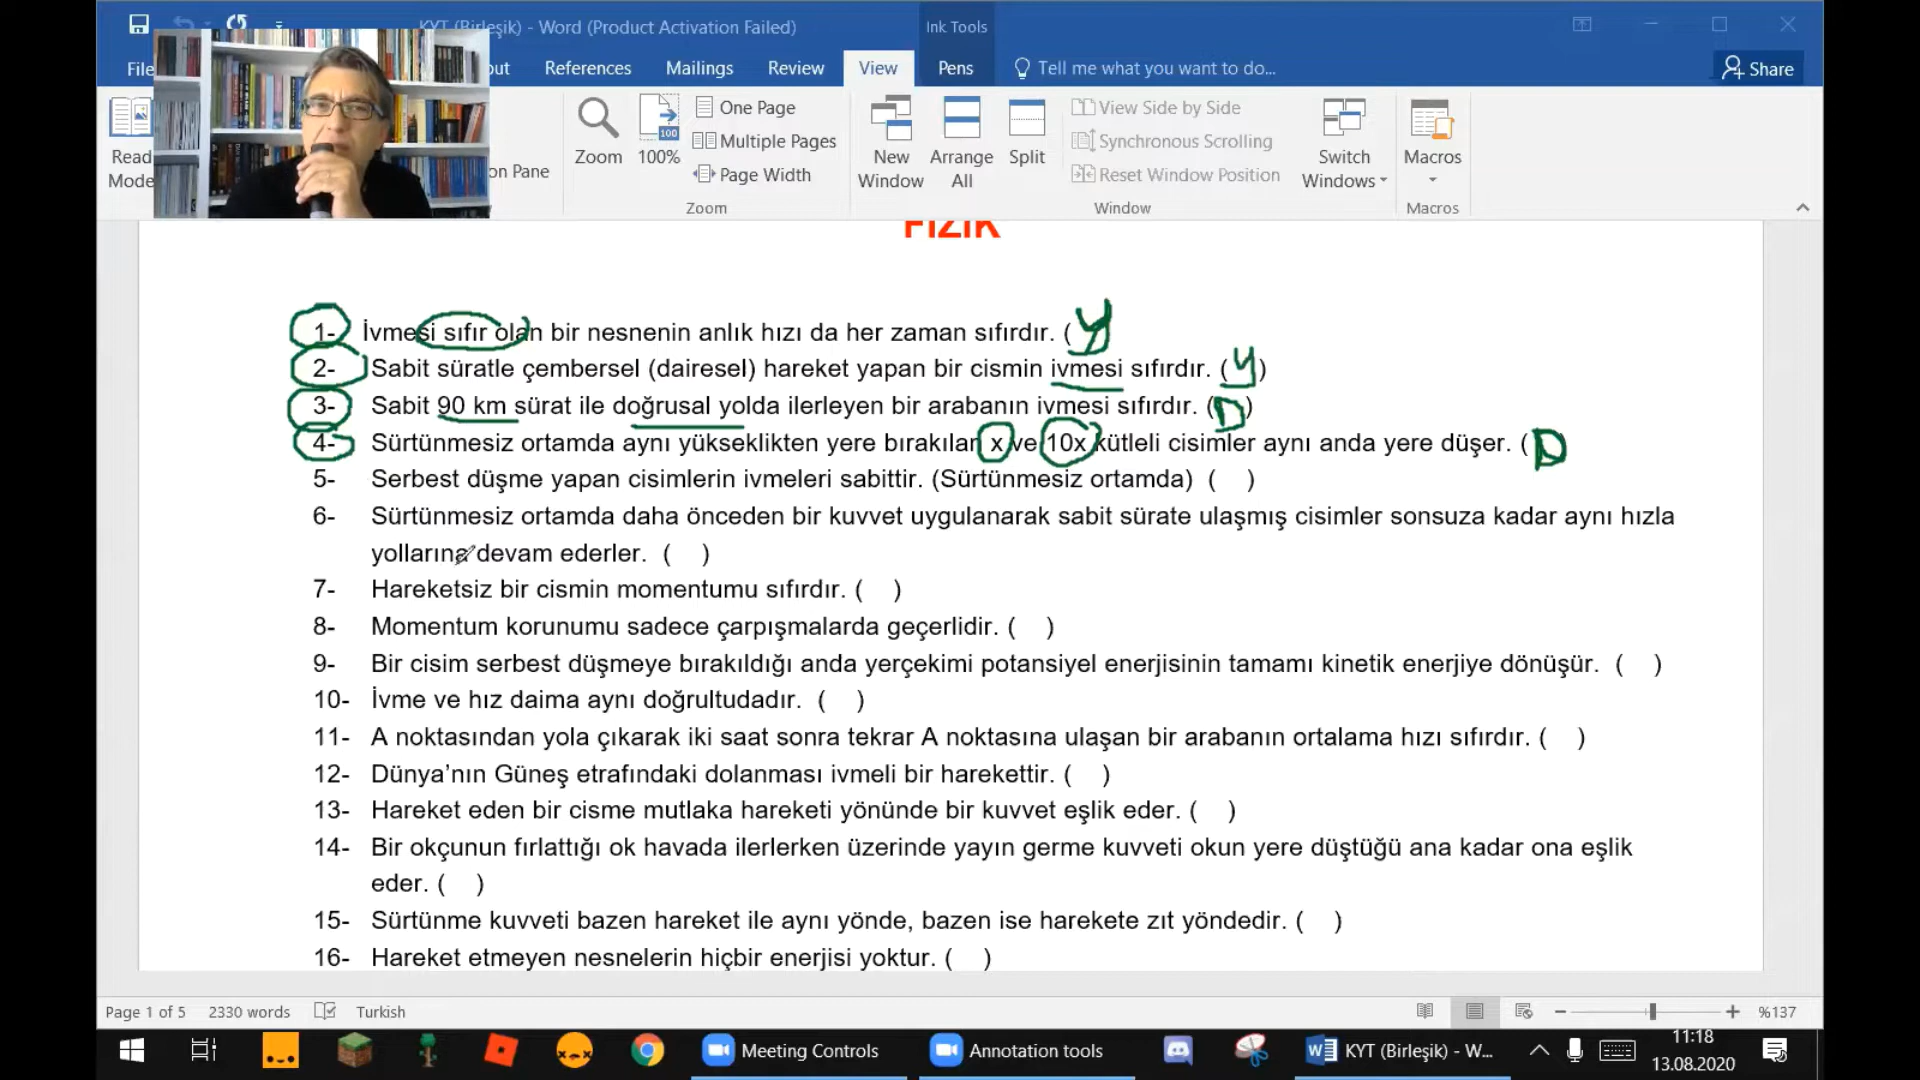 KYT (Birleşik) - Word (Product Activation Failed)
Ink Tools
File
out
References
Mailings
Review
View
Pens
Tell me what you want to do...
Share
Read Mode
on Pane
Zoom
100
100%
One Page
Multiple Pages
Page Width
Zoom
New Window
Arrange All
Split
View Side by Side
Synchronous Scrolling
Reset Window Position
Window
Switch Windows
Macros
Macros
FİZİK
1- İvmesi sıfır olan bir nesnenin anlık hızı da her zaman sıfırdır. ( Y
2- Sabit süratle çembersel (dairesel) hareket yapan bir cismin ivmesi sıfırdır. ( Y )
3- Sabit 90 km sürat ile doğrusal yolda ilerleyen bir arabanın ivmesi sıfırdır. ( D )
4- Sürtünmesiz ortamda aynı yükseklikten yere bırakılan x ve 10x kütleli cisimler aynı anda yere düşer. ( D
5- Serbest düşme yapan cisimlerin ivmeleri sabittir. (Sürtünmesiz ortamda) ( )
6- Sürtünmesiz ortamda daha önceden bir kuvvet uygulanarak sabit sürate ulaşmış cisimler sonsuza kadar aynı hızla
yollarına devam ederler. ( )
7- Hareketsiz bir cismin momentumu sıfırdır. ( )
8- Momentum korunumu sadece çarpışmalarda geçerlidir. ( )
9- Bir cisim serbest düşmeye bırakıldığı anda yerçekimi potansiyel enerjisinin tamamı kinetik enerjiye dönüşür. ( )
10- İvme ve hız daima aynı doğrultudadır. ( )
11- A noktasından yola çıkarak iki saat sonra tekrar A noktasına ulaşan bir arabanın ortalama hızı sıfırdır. ( )
12- Dünya’nın Güneş etrafındaki dolanması ivmeli bir harekettir. ( )
13- Hareket eden bir cisme mutlaka hareketi yönünde bir kuvvet eşlik eder. ( )
14- Bir okçunun fırlattığı ok havada ilerlerken üzerinde yayın germe kuvveti okun yere düştüğü ana kadar ona eşlik
eder. ( )
15- Sürtünme kuvveti bazen hareket ile aynı yönde, bazen ise harekete zıt yöndedir. ( )
16- Hareket etmeyen nesnelerin hiçbir enerjisi yoktur. ( )
Page 1 of 5
2330 words
Turkish
%137
Meeting Controls
Annotation tools
KYT (Birleşik) - W...
11:18
13.08.2020